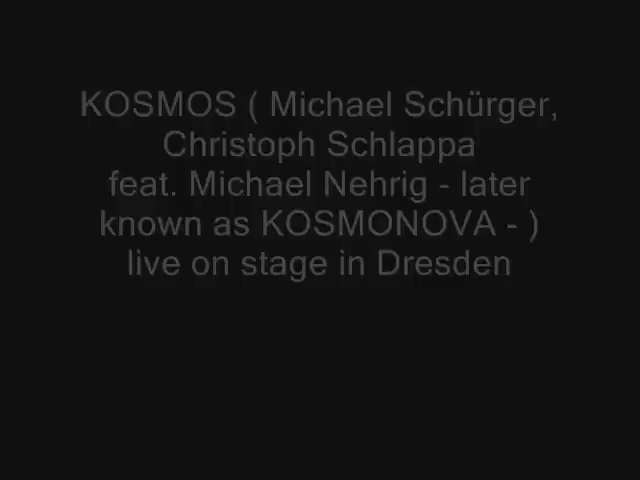 KOSMOS ( Michael Schürger,
Christoph Schlappa
feat. Michael Nehrig - later
known as KOSMONOVA - )
live on stage in Dresden